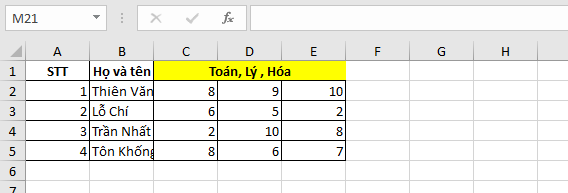 M21
A B C D E F G H
1 STT Họ và tên Toán, Lý , Hóa
2 1 Thiên Văn 8 9 10
3 2 Lỗ Chí 6 5 2
4 3 Trần Nhất 2 10 8
5 4 Tôn Khống 8 6 7
6
7